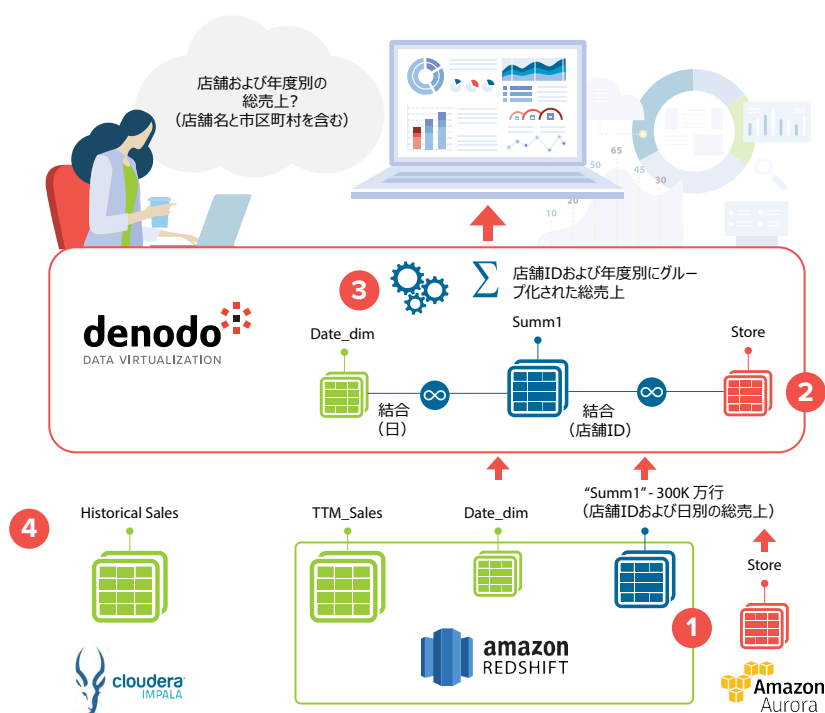 店舗および年度別の
総売上?
（店舗名と市区町村を含む）
65
50
45
30
20
10
3
Σ
店舗IDおよび年度別にグルー
プ化された総売上
denodo
DATA VIRTUALIZATION
Date_dim
Summ1
Store
結合
（日）
結合
（店舗ID）
2
"Summ1" - 300K 万行
（店舗IDおよび日別の総売上）
4
Historical Sales
TTM_Sales
Date_dim
Store
1
cloudera
IMPALA
amazon
REDSHIFT
Amazon
Aurora